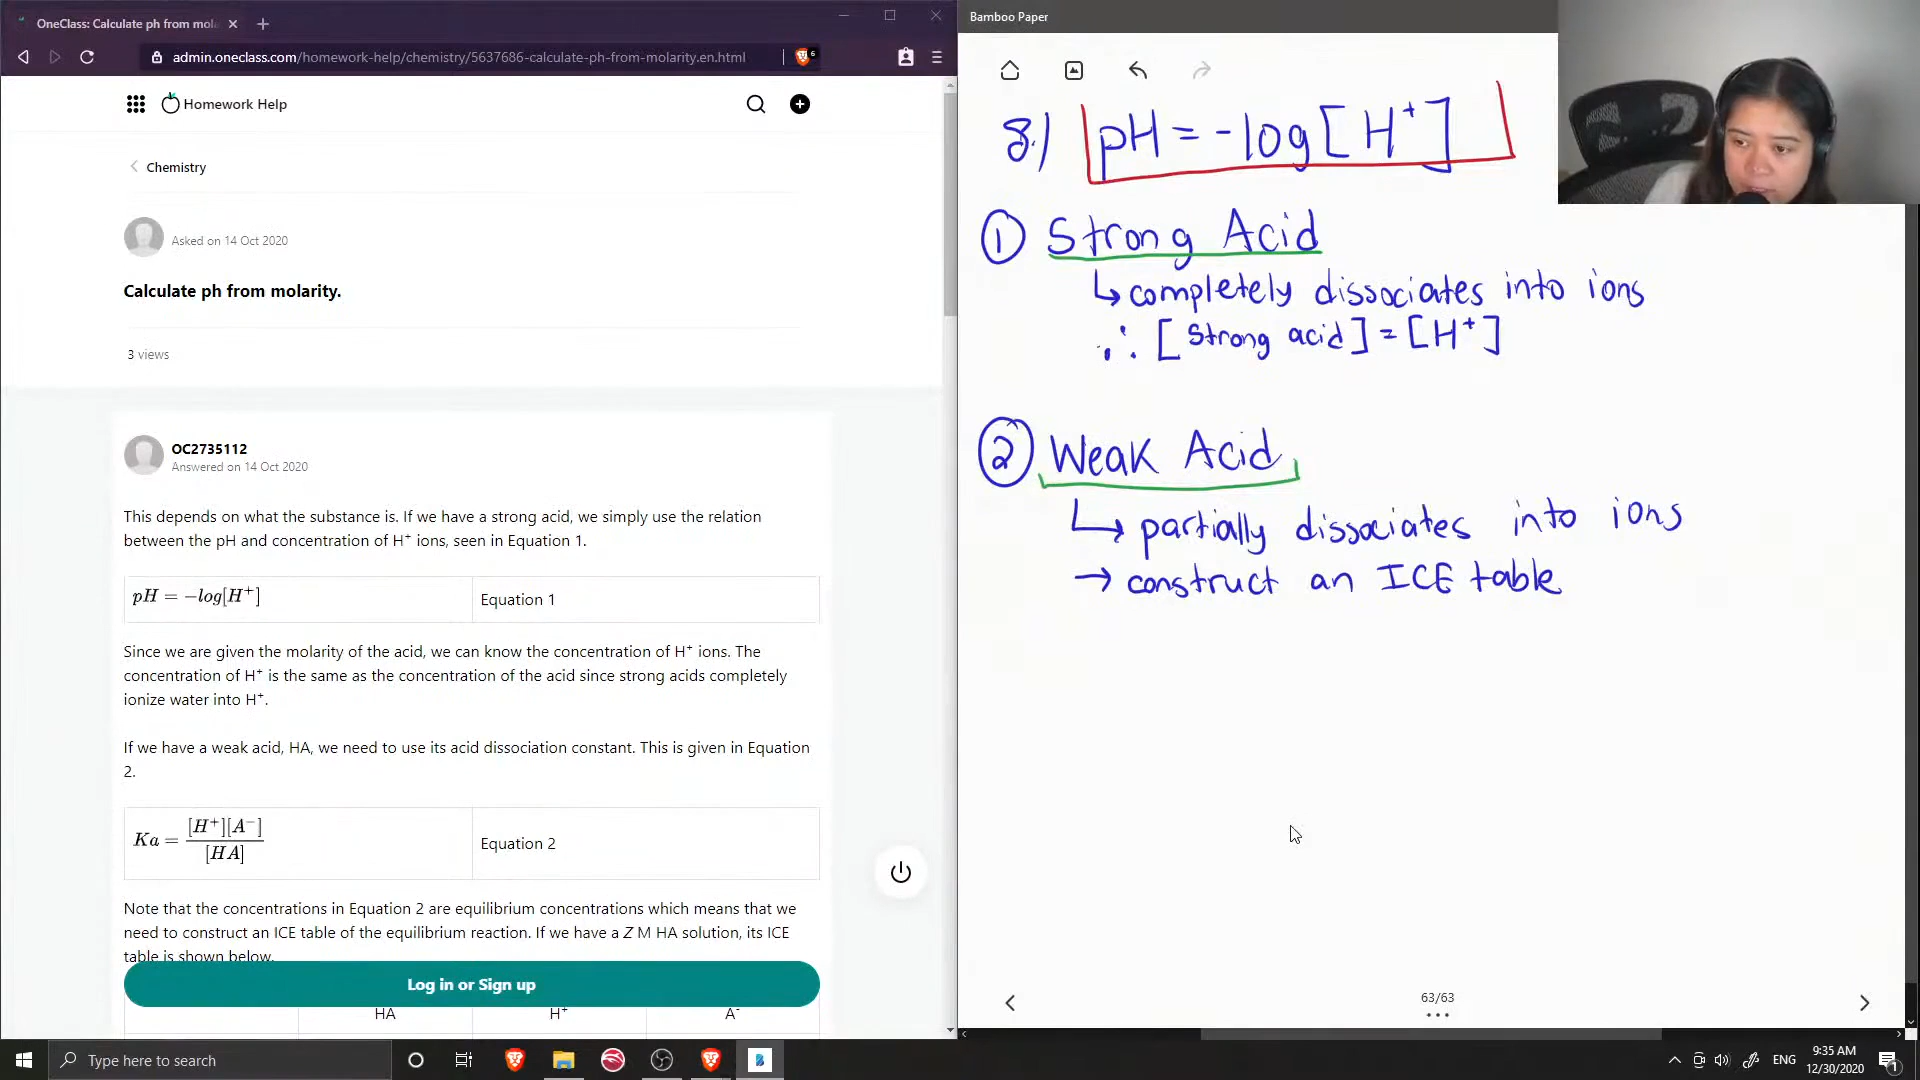 OneClass: Calculate ph from mola
admin.oneclass.com/homework-help/chemistry/5637686-calculate-ph-from-molarity.en.html
6
Homework Help
Chemistry
Asked on 14 Oct 2020
Calculate ph from molarity.
3 views
OC2735112
Answered on 14 Oct 2020
This depends on what the substance is. If we have a strong acid, we simply use the relation
between the pH and concentration of H⁺ ions, seen in Equation 1.
pH = −log[H⁺] Equation 1
Since we are given the molarity of the acid, we can know the concentration of H⁺ ions. The
concentration of H⁺ is the same as the concentration of the acid since strong acids completely
ionize water into H⁺.
If we have a weak acid, HA, we need to use its acid dissociation constant. This is given in Equation
2.
Ka = [H⁺][A⁻] / [HA] Equation 2
Note that the concentrations in Equation 2 are equilibrium concentrations which means that we
need to construct an ICE table of the equilibrium reaction. If we have a Z M HA solution, its ICE
table is shown below.
Log in or Sign up
HA H⁺ A⁻
Bamboo Paper
8.) pH = -log [H⁺]
① Strong Acid
↳ completely dissociates into ions
∴ [Strong acid] = [H⁺]
② Weak Acid
↳ partially dissociates into ions
→ construct an ICE table
63/63
Type here to search
ENG
9:35 AM
12/30/2020
1